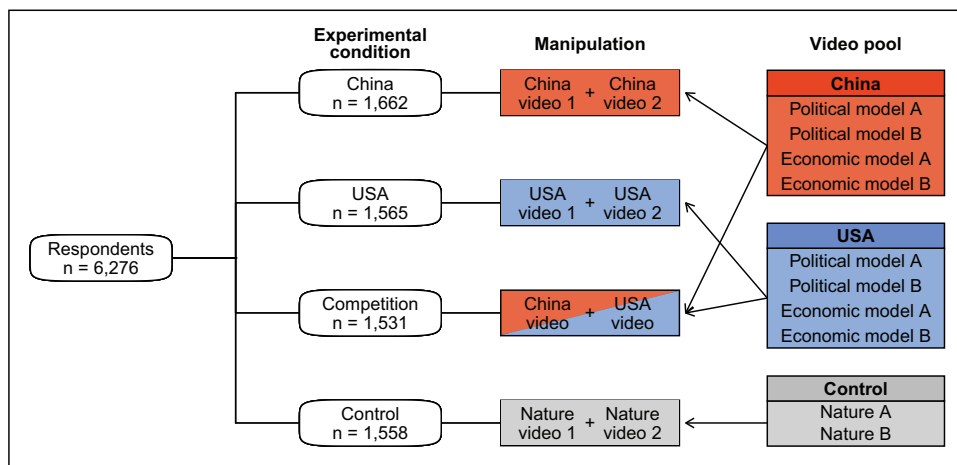 Experimental
condition
Manipulation
Video pool
Respondents
n = 6,276
China
n = 1,662
China
video 1
+
China
video 2
USA
n = 1,565
USA
video 1
+
USA
video 2
Competition
n = 1,531
China
video
+
USA
video
Control
n = 1,558
Nature
video 1
+
Nature
video 2
China
Political model A
Political model B
Economic model A
Economic model B
USA
Political model A
Political model B
Economic model A
Economic model B
Control
Nature A
Nature B